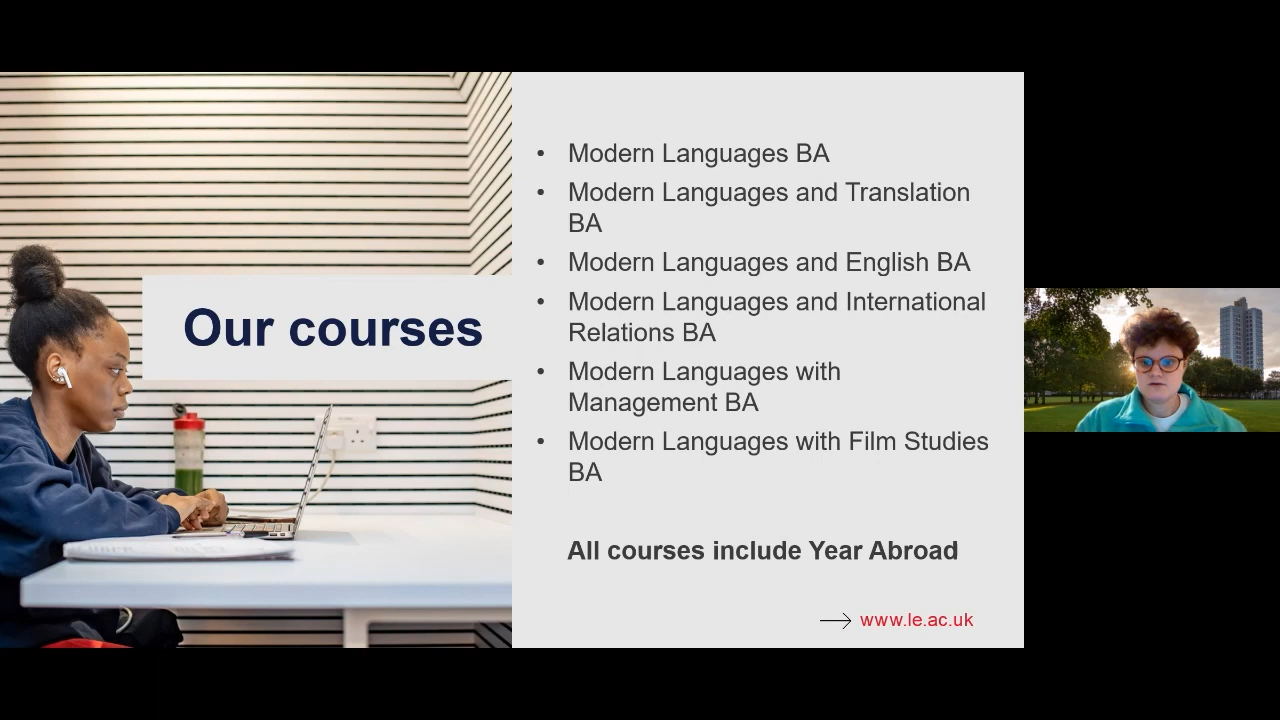 Our courses
• Modern Languages BA
• Modern Languages and Translation
BA
• Modern Languages and English BA
• Modern Languages and International
Relations BA
• Modern Languages with
Management BA
• Modern Languages with Film Studies
BA
All courses include Year Abroad
www.le.ac.uk